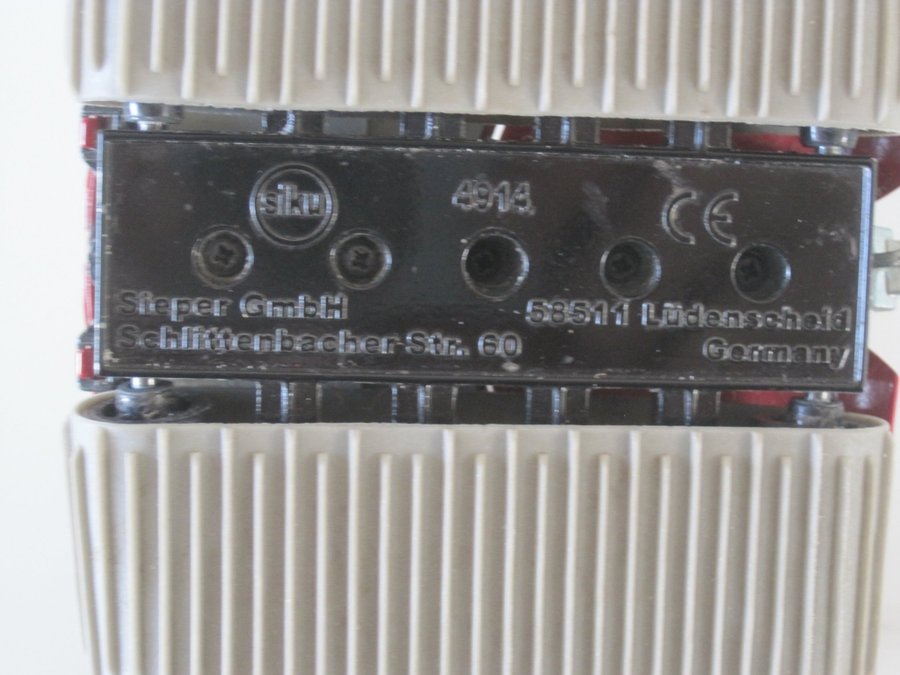 siku
4914
CE
Sieper GmbH
Schlittenbacher Str. 60
58511 Lüdenscheid
Germany